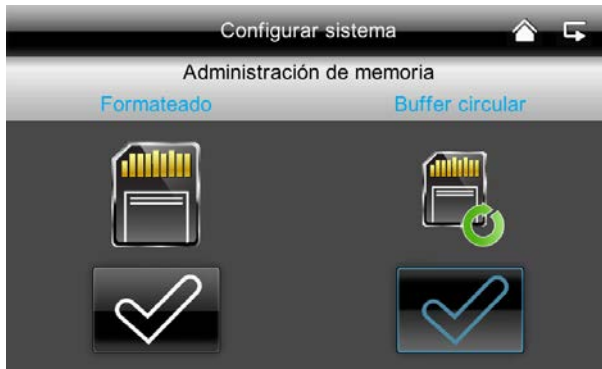 Configurar sistema
Administración de memoria
Formateado Buffer circular